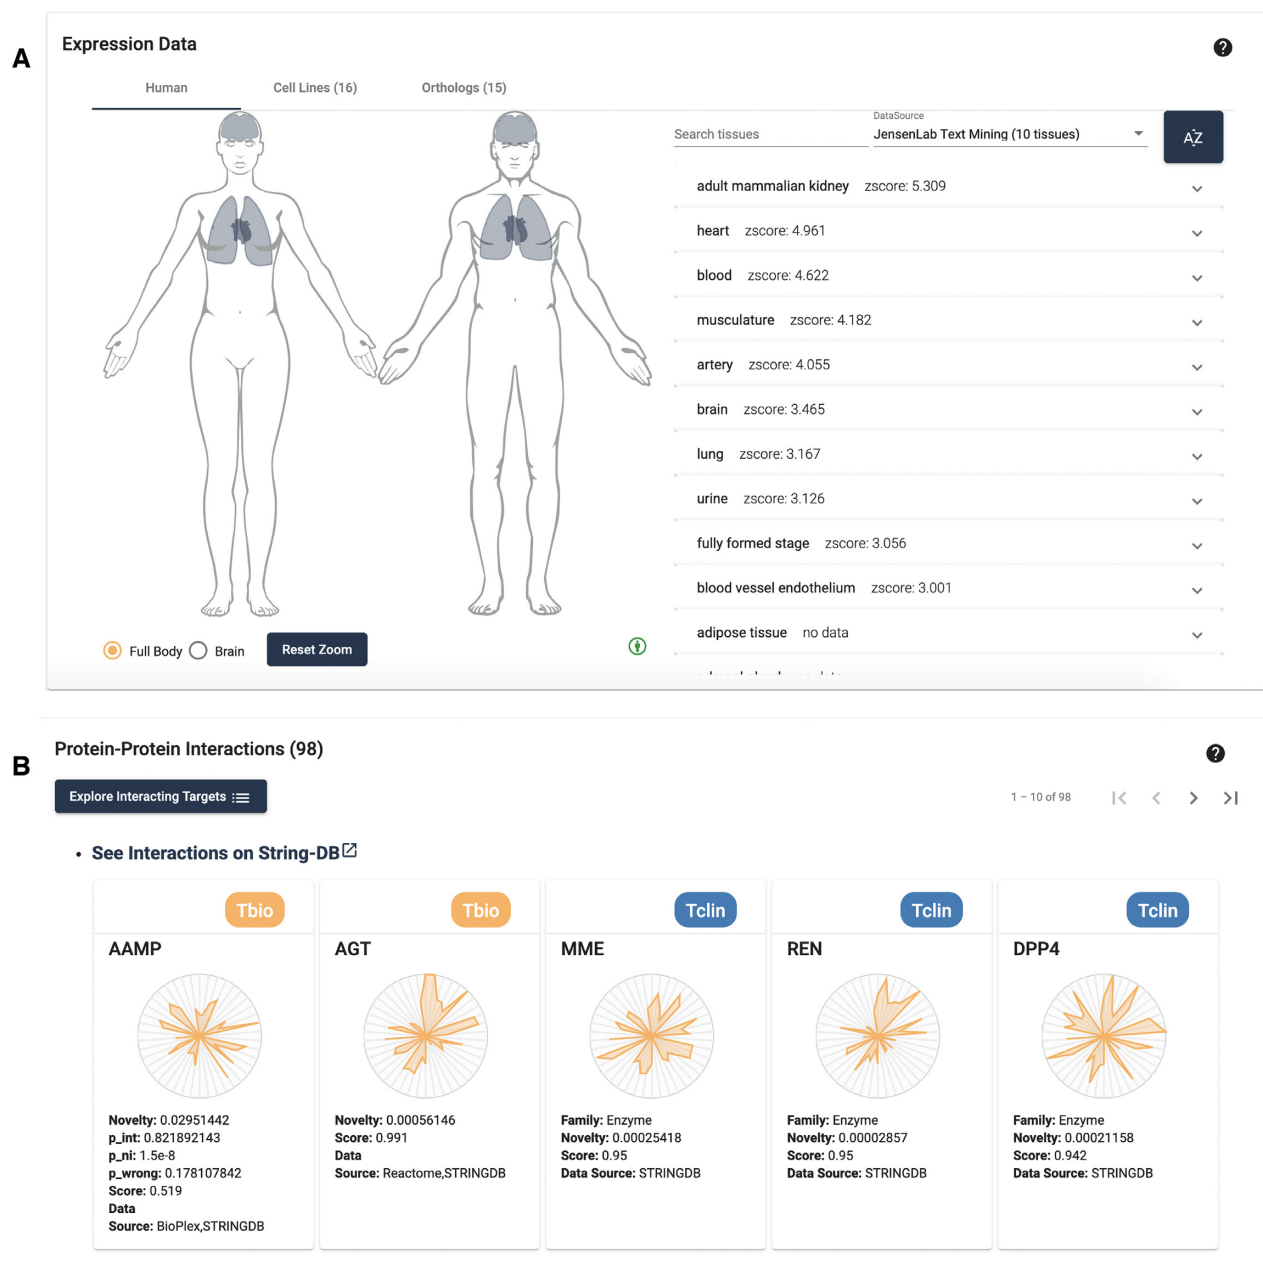 A
Expression Data
Human Cell Lines (16) Orthologs (15)
Search tissues
DataSource
JensenLab Text Mining (10 tissues)
AZ
adult mammalian kidney zscore: 5.309
heart zscore: 4.961
blood zscore: 4.622
musculature zscore: 4.182
artery zscore: 4.055
brain zscore: 3.465
lung zscore: 3.167
urine zscore: 3.126
fully formed stage zscore: 3.056
blood vessel endothelium zscore: 3.001
adipose tissue no data
Full Body Brain Reset Zoom
B
Protein-Protein Interactions (98)
Explore Interacting Targets
1 – 10 of 98
• See Interactions on String-DB
Tbio
AAMP
Novelty: 0.02951442
p_int: 0.821892143
p_ni: 1.5e-8
p_wrong: 0.178107842
Score: 0.519
Data
Source: BioPlex,STRINGDB
Tbio
AGT
Novelty: 0.00056146
Score: 0.991
Data
Source: Reactome,STRINGDB
Tclin
MME
Family: Enzyme
Novelty: 0.00025418
Score: 0.95
Data Source: STRINGDB
Tclin
REN
Family: Enzyme
Novelty: 0.00002857
Score: 0.95
Data Source: STRINGDB
Tclin
DPP4
Family: Enzyme
Novelty: 0.00021158
Score: 0.942
Data Source: STRINGDB